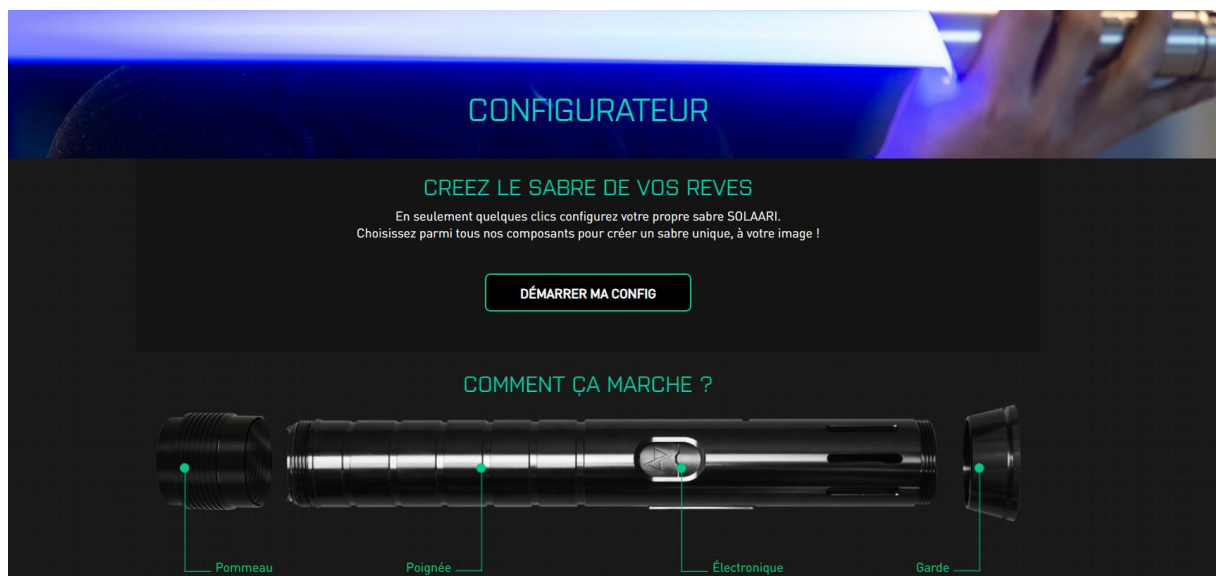 CONFIGURATEUR
CREEZ LE SABRE DE VOS REVES
En seulement quelques clics configurez votre propre sabre SOLAARI.
Choisissez parmi tous nos composants pour créer un sabre unique, à votre image !
DÉMARRER MA CONFIG
COMMENT ÇA MARCHE ?
Pommeau
Poignée
Électronique
Garde